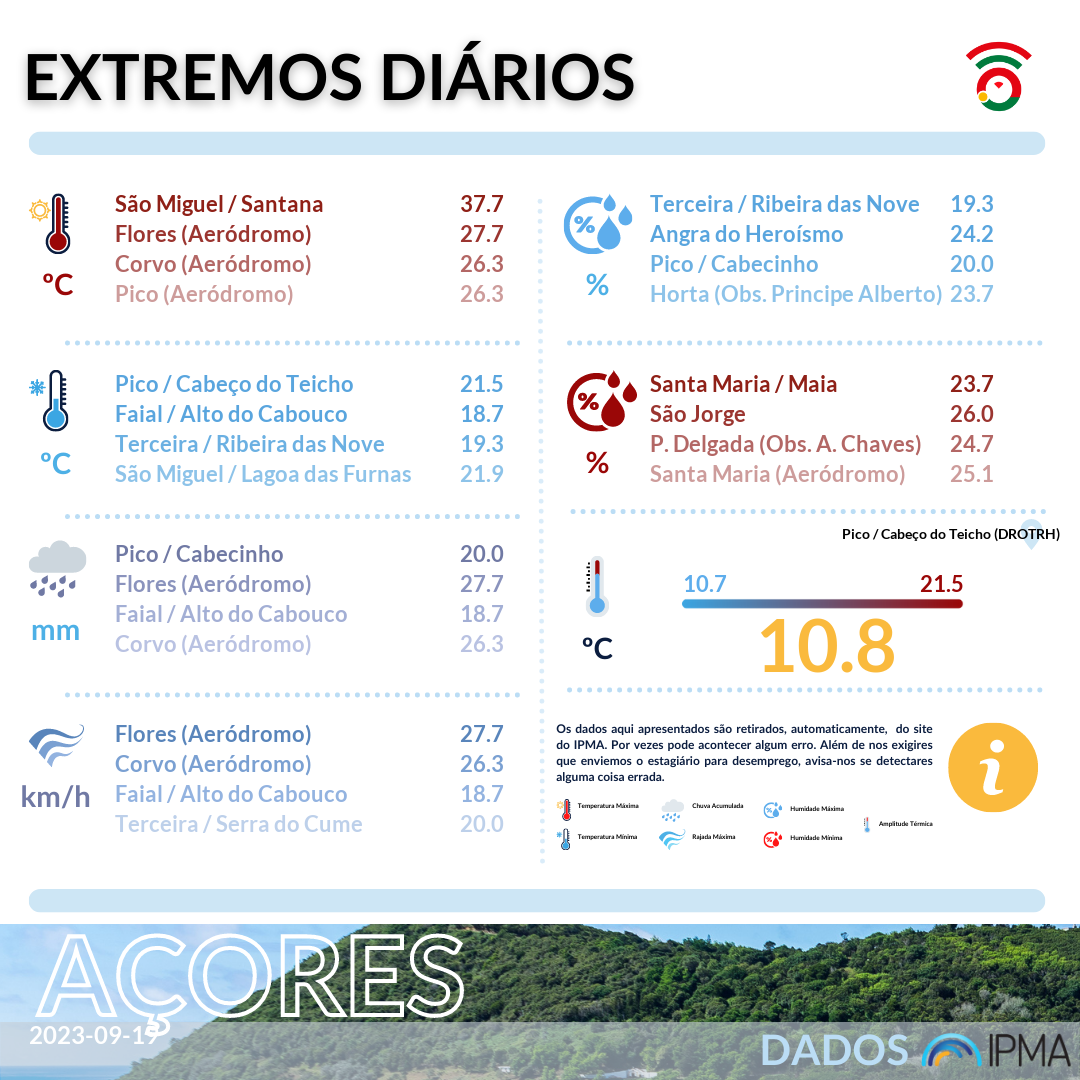 EXTREMOS DIÁRIOS
São Miguel / Santana 37.7
Flores (Aeródromo) 27.7
Corvo (Aeródromo) 26.3
Pico (Aeródromo) 26.3
°C
Pico / Cabeço do Teicho 21.5
Faial / Alto do Cabouco 18.7
Terceira / Ribeira das Nove 19.3
São Miguel / Lagoa das Furnas 21.9
°C
Pico / Cabecinho 20.0
Flores (Aeródromo) 27.7
Faial / Alto do Cabouco 18.7
Corvo (Aeródromo) 26.3
mm
Flores (Aeródromo) 27.7
Corvo (Aeródromo) 26.3
Faial / Alto do Cabouco 18.7
Terceira / Serra do Cume 20.0
km/h
%
Terceira / Ribeira das Nove 19.3
Angra do Heroísmo 24.2
Pico / Cabecinho 20.0
Horta (Obs. Principe Alberto) 23.7
%
%
Santa Maria / Maia 23.7
São Jorge 26.0
P. Delgada (Obs. A. Chaves) 24.7
Santa Maria (Aeródromo) 25.1
%
Pico / Cabeço do Teicho (DROTRH)
10.7 21.5
10.8
°C
Os dados aqui apresentados são retirados, automaticamente, do site
do IPMA. Por vezes pode acontecer algum erro. Além de nos exigires
que enviemos o estagiário para desemprego, avisa-nos se detectares
alguma coisa errada.
i
Temperatura Máxima
Chuva Acumulada
% Humidade Máxima
Amplitude Térmica
Temperatura Mínima
Rajada Máxima
% Humidade Mínima
AÇORES
2023-09-19
DADOS IPMA